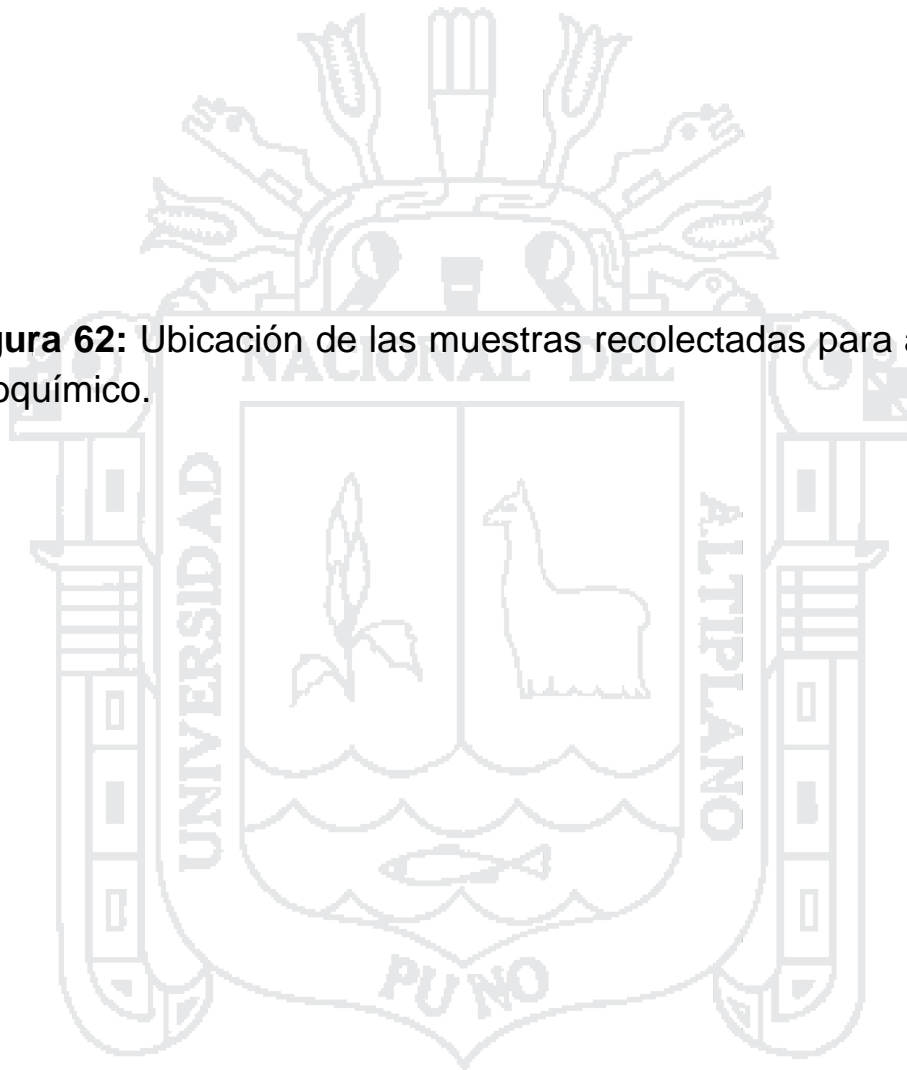 gura 62: Ubicación de las muestras recolectadas para a
oquímico.
NACIONAL DEL
UNIVERSIDAD
ALTIPLANO
PUNO